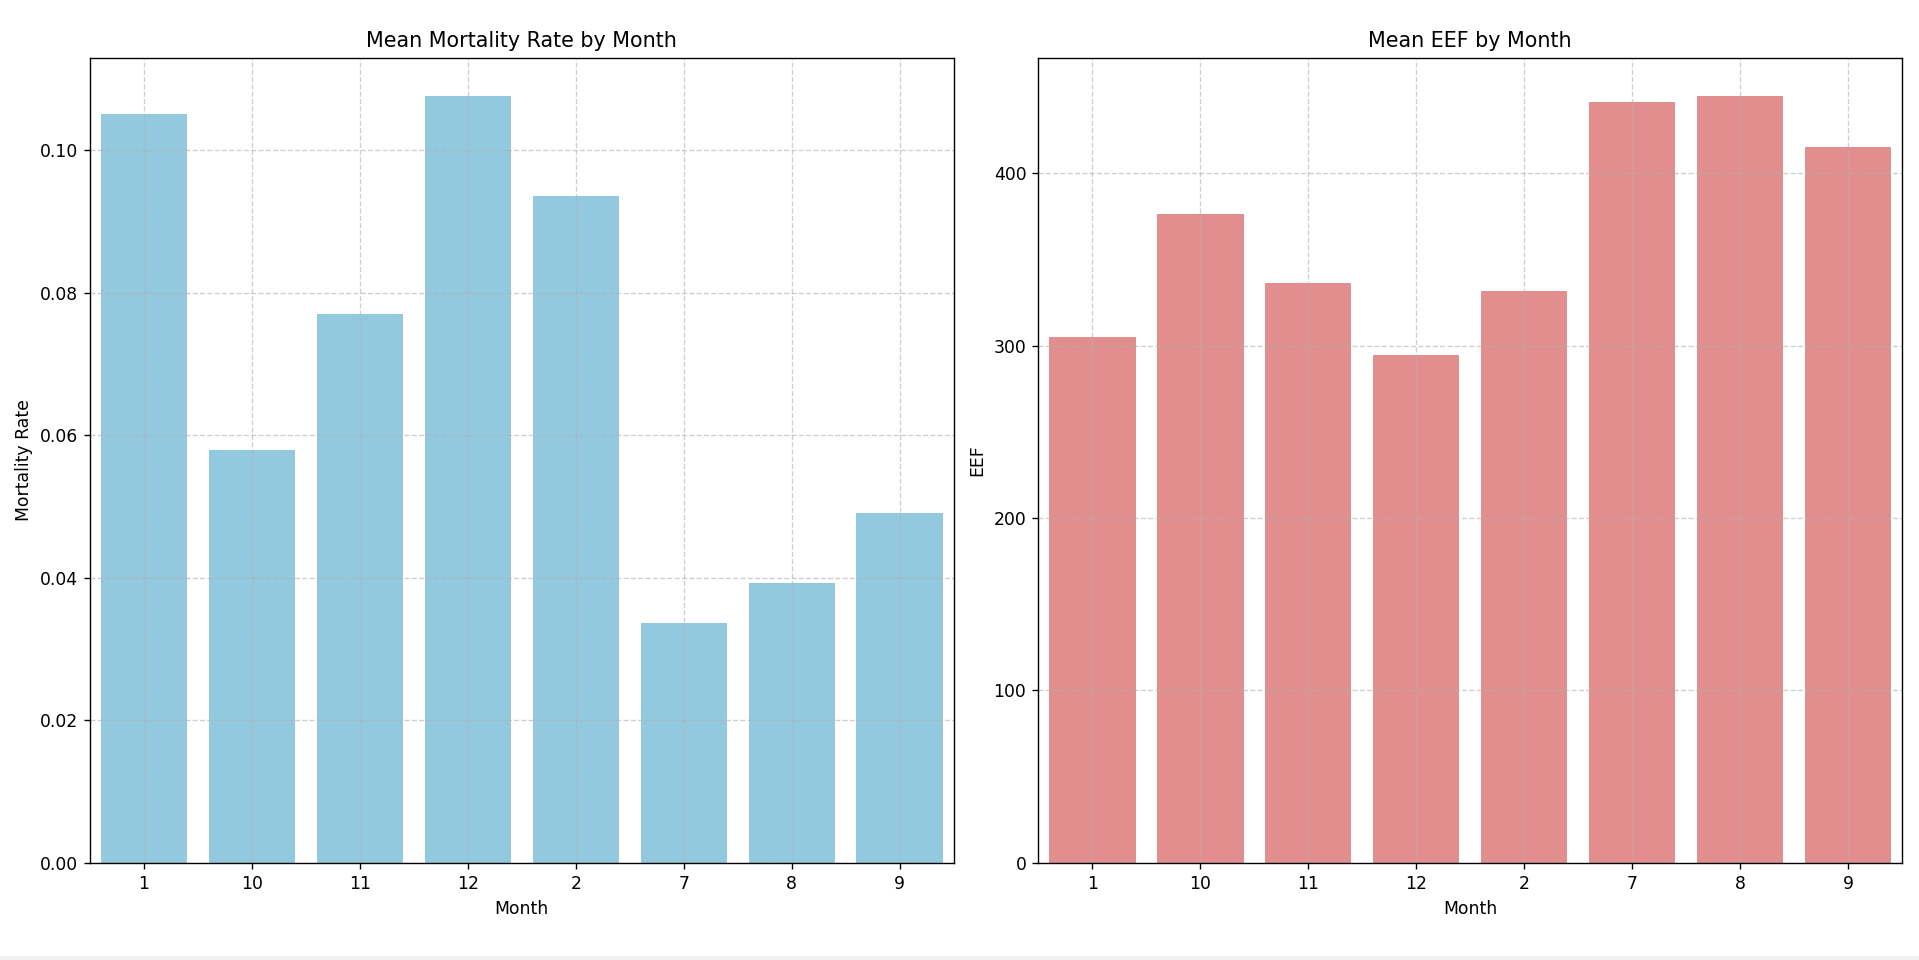 Mean Mortality Rate by Month
Mortality Rate
0.10
0.08
0.06
0.04
0.02
0.00
1 10 11 12 2 7 8 9
Month
Mean EEF by Month
EEF
400
300
200
100
0
1 10 11 12 2 7 8 9
Month